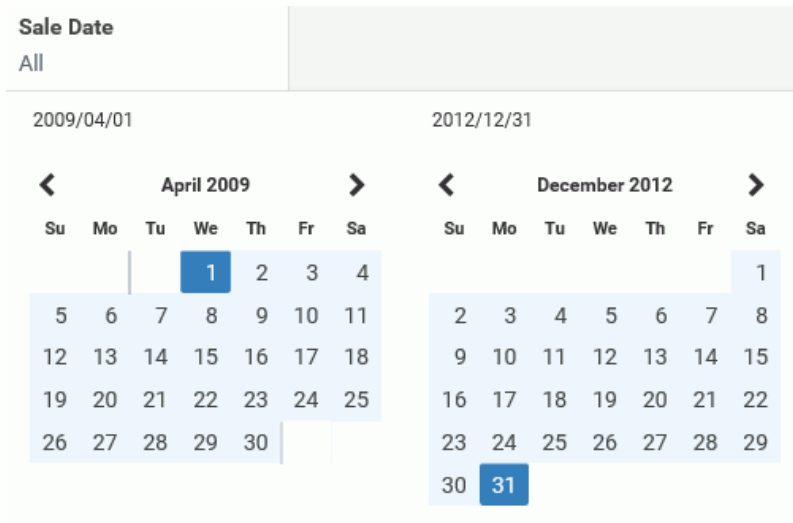 Sale Date
All
2009/04/01
April 2009
Su Mo Tu We Th Fr Sa
1 2 3 4
5 6 7 8 9 10 11
12 13 14 15 16 17 18
19 20 21 22 23 24 25
26 27 28 29 30
2012/12/31
December 2012
Su Mo Tu We Th Fr Sa
1
2 3 4 5 6 7 8
9 10 11 12 13 14 15
16 17 18 19 20 21 22
23 24 25 26 27 28 29
30 31